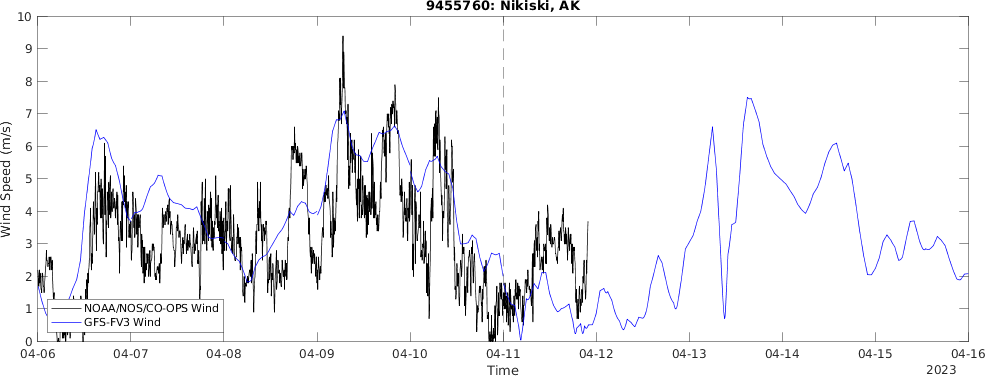 9455760: Nikiski, AK
Wind Speed (m/s)
10
9
8
7
6
5
4
3
2
1
0
NOAA/NOS/CO-OPS Wind
GFS-FV3 Wind
04-06 04-07 04-08 04-09 04-10 04-11 04-12 04-13 04-14 04-15 04-16
Time
2023